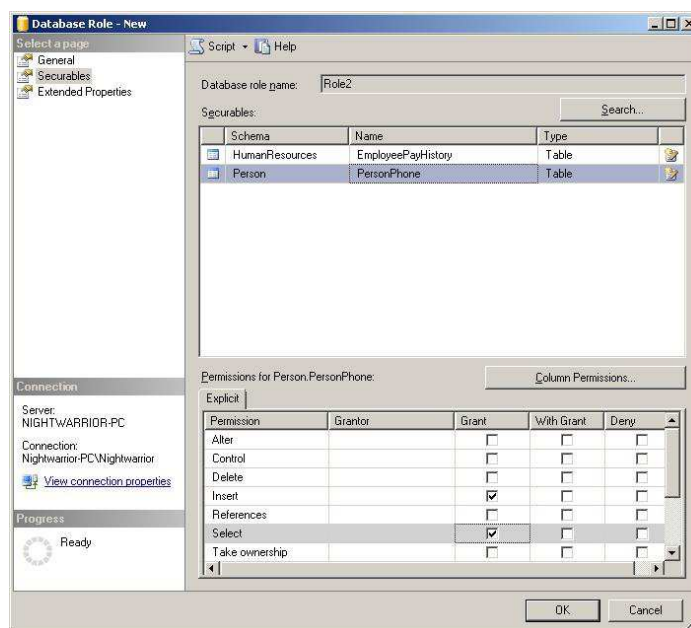 Database Role - New
Select a page
General
Securables
Extended Properties
Script Help
Database role name: Role2
Securables: Search...
Schema Name Type
HumanResources EmployeePayHistory Table
Person PersonPhone Table
Permissions for Person.PersonPhone: Column Permissions...
Explicit
Permission Grantor Grant With Grant Deny
Alter
Control
Delete
Insert
References
Select
Take ownership
Connection
Server:
NIGHTWARRIOR-PC
Connection:
Nightwarrior-PC\Nightwarrior
View connection properties
Progress
Ready
OK Cancel